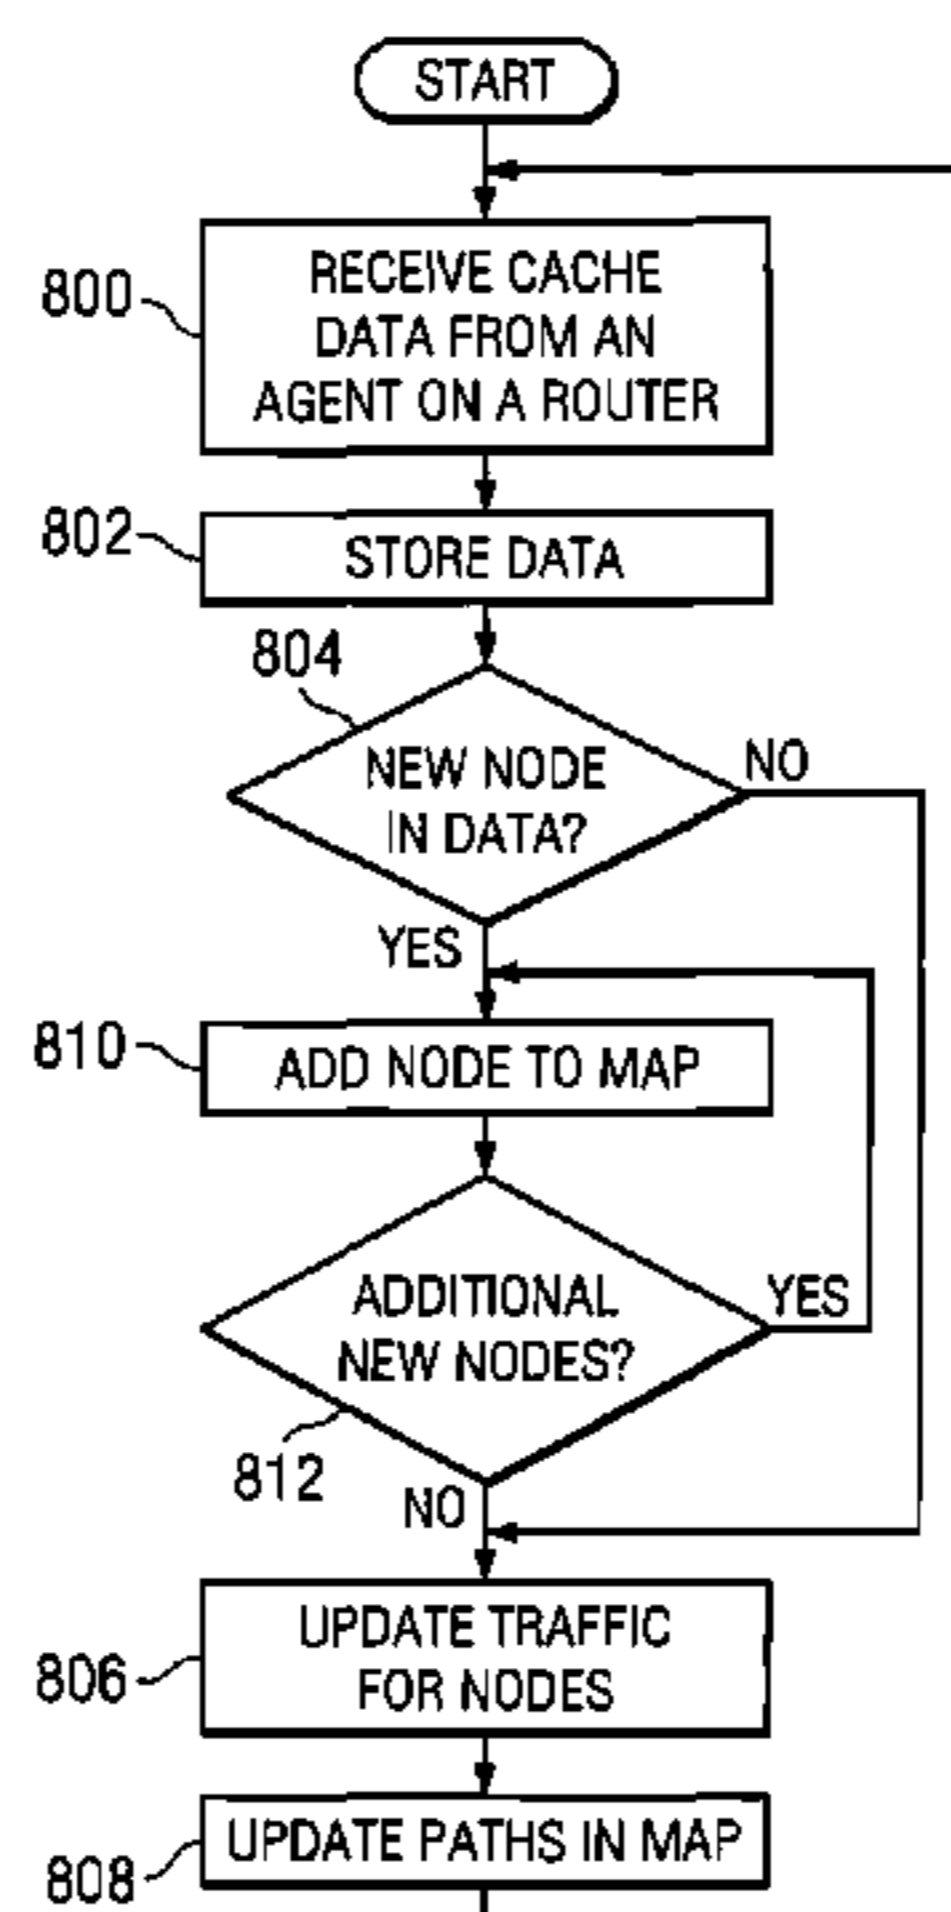 START
800
RECEIVE CACHE
DATA FROM AN
AGENT ON A ROUTER
802
STORE DATA
804
NEW NODE
IN DATA?
NO
YES
810
ADD NODE TO MAP
ADDITIONAL
NEW NODES?
YES
812
NO
806
UPDATE TRAFFIC
FOR NODES
808
UPDATE PATHS IN MAP